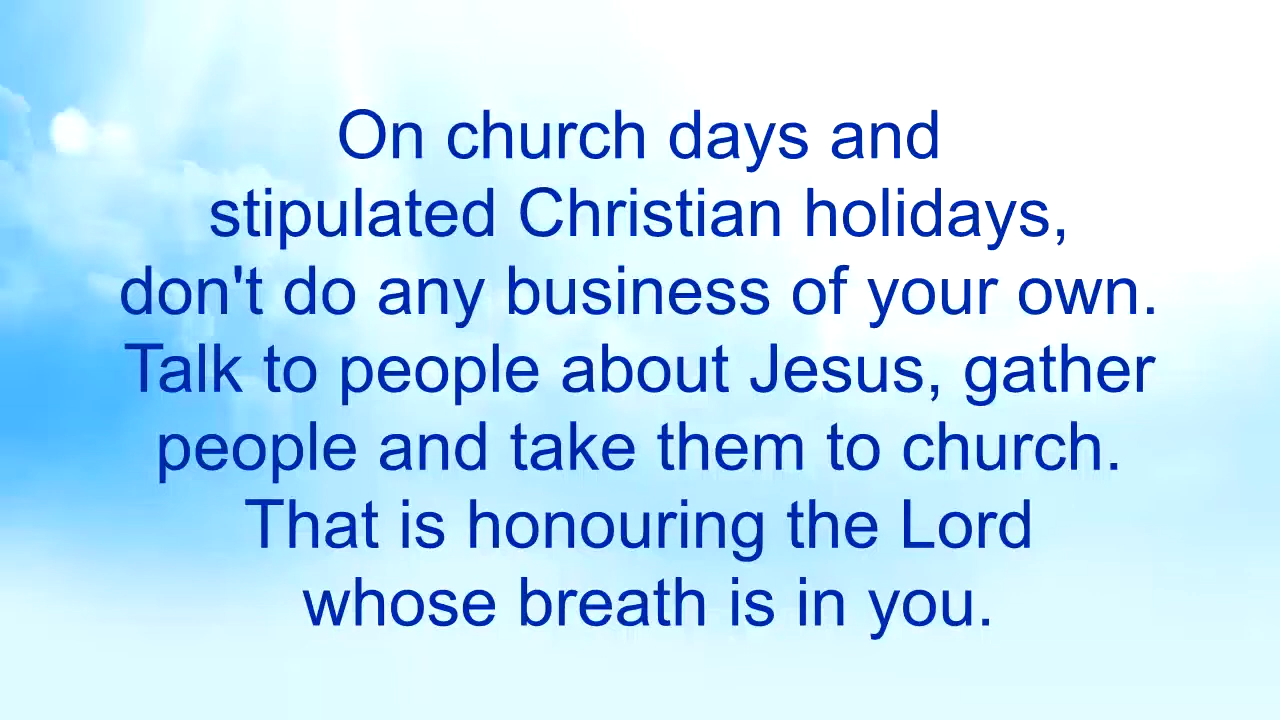 On church days and
stipulated Christian holidays,
don't do any business of your own.
Talk to people about Jesus, gather
people and take them to church.
That is honouring the Lord
whose breath is in you.